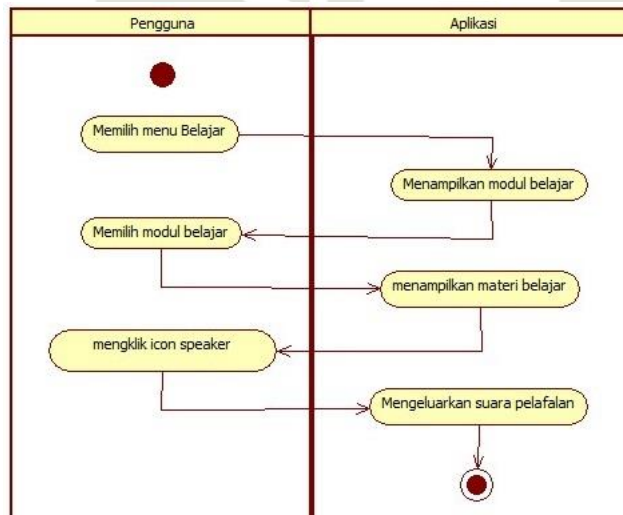 Pengguna
Aplikasi
Memilih menu Belajar
Menampilkan modul belajar
Memilih modul belajar
menampilkan materi belajar
mengklik icon speaker
Mengeluarkan suara pelafalan